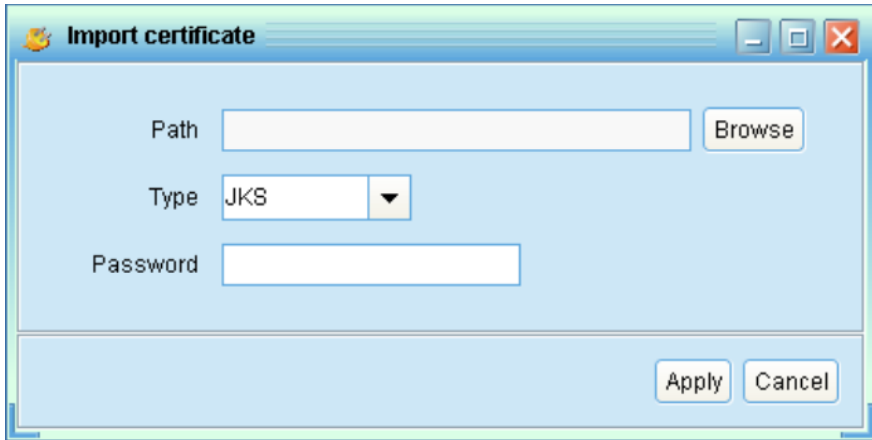 Import certificate
Path Browse
Type JKS
Password
Apply Cancel